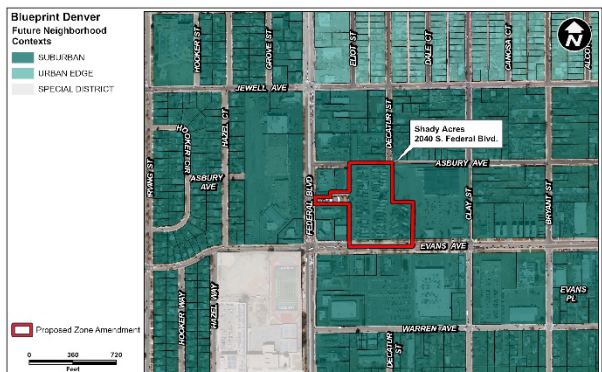 Blueprint Denver
Future Neighborhood
Contexts
SUBURBAN
URBAN EDGE
SPECIAL DISTRICT
N
HOOKER ST
GROVE ST
ELIOT ST
DALE CT
CANOSA CT
JEWELL AVE
HAZEL CT
DECATUR ST
Shady Acres
2040 S. Federal Blvd.
HOOKER CIR
IRVING ST
ASBURY
AVE
FEDERAL BLVD
ASBURY AVE
CLAY ST
BRYANT ST
EVANS AVE
HOOKER WAY
HAZEL WAY
EVANS
PL
WARREN AVE
DECATUR
ST
Proposed Zone Amendment
0 360 720
Feet